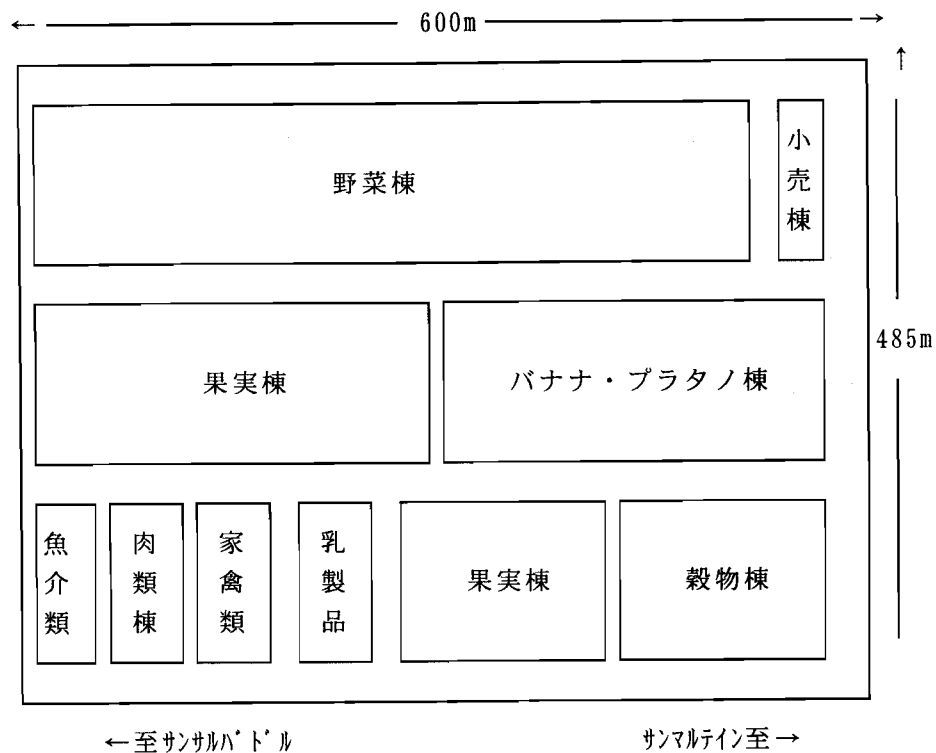 ← 600m →
野菜棟
小売棟
↑
485m
果実棟
バナナ・プラタノ棟
魚介類
肉類棟
家禽類
乳製品
果実棟
穀物棟
←至ｻﾝｻﾙﾊﾞﾄﾞﾙ
ｻﾝﾏﾙﾃイﾝ至→